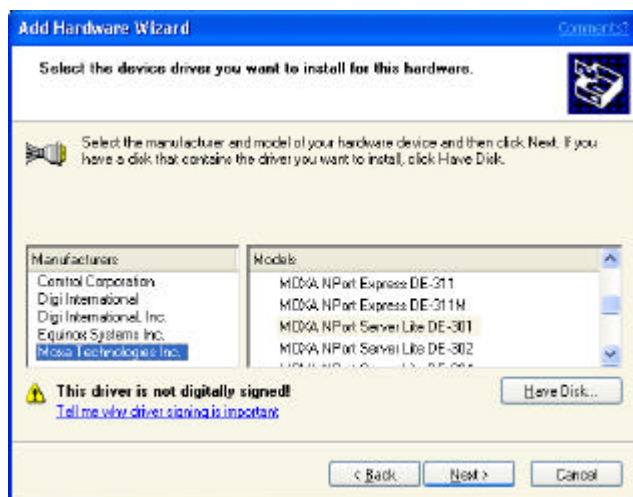 Add Hardware Wizard
Comments?
Select the device driver you want to install for this hardware.
Select the manufacturer and model of your hardware device and then click Next. If you
have a disk that contains the driver you want to install, click Have Disk.
Manufacturers
Comtrol Corporation
Digi International
Digi International, Inc.
Equinox Systems Inc.
Moxa Technologies Inc.
Models
MOXA NPort Express DE-311
MOXA NPort Express DE-311M
MOXA NPort Server Lite DE-301
MOXA NPort Server Lite DE-302
This driver is not digitally signed!
Tell me why driver signing is important
Have Disk...
< Back
Next >
Cancel